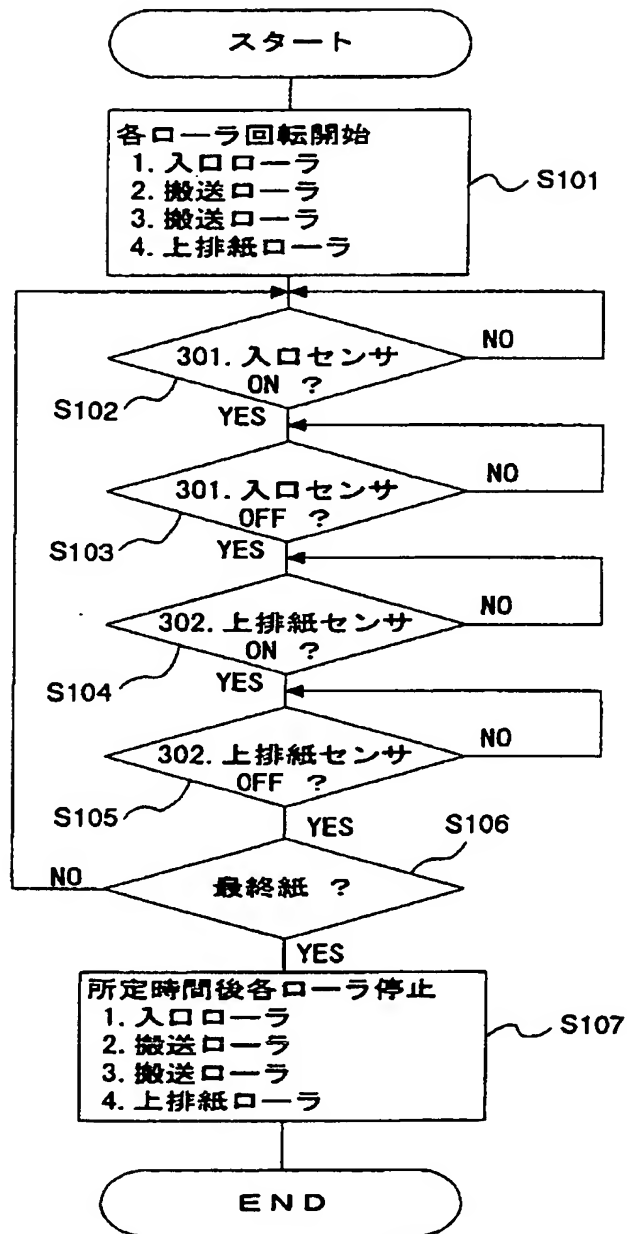 スタート
各ローラ回転開始
1. 入口ローラ
2. 搬送ローラ
3. 搬送ローラ
4. 上排紙ローラ
S101
301. 入口センサ
ON ?
NO
S102
YES
301. 入口センサ
OFF ?
NO
S103
YES
302. 上排紙センサ
ON ?
NO
S104
YES
302. 上排紙センサ
OFF ?
NO
S105
YES
S106
最終紙 ?
NO
YES
所定時間後各ローラ停止
1. 入口ローラ
2. 搬送ローラ
3. 搬送ローラ
4. 上排紙ローラ
S107
END